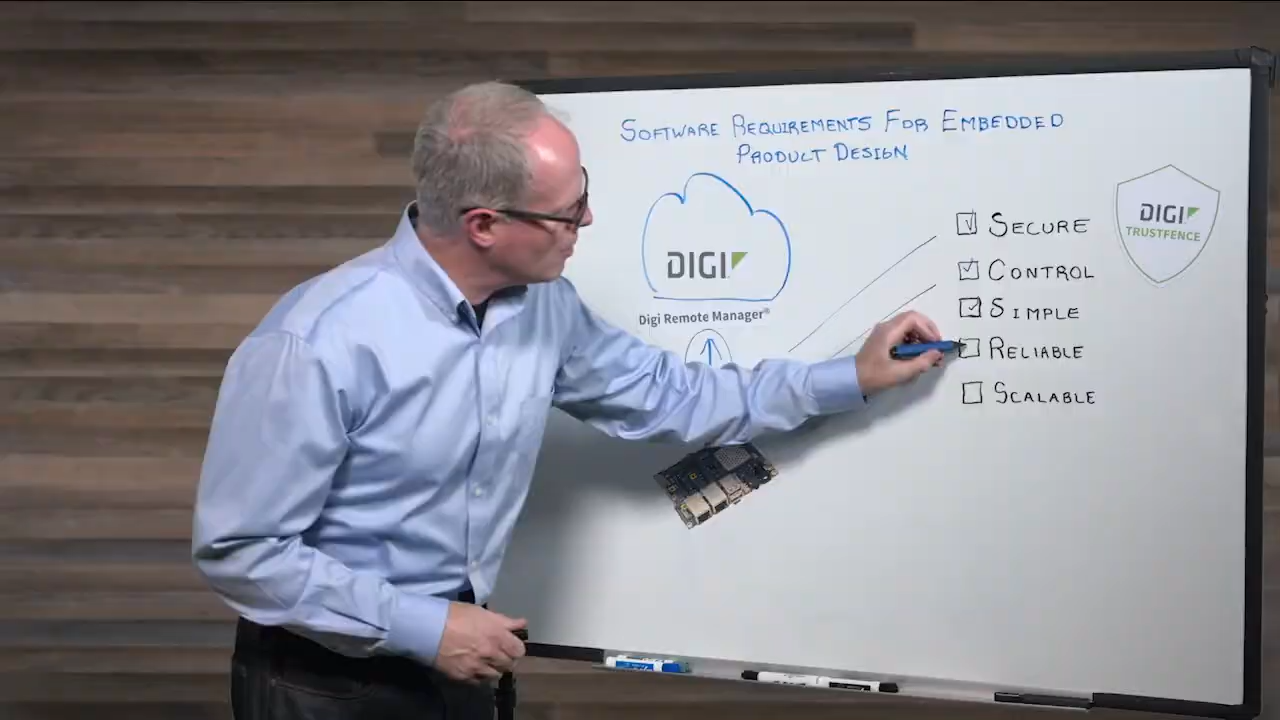 SOFTWARE REQUIREMENTS FOR EMBEDDED
PRODUCT DESIGN
DIGI
Digi Remote Manager®
SECURE
CONTROL
SIMPLE
RELIABLE
SCALABLE
DIGI
TRUSTFENCE